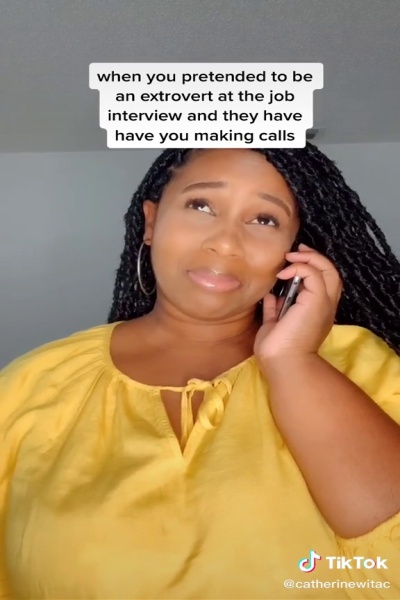 when you pretended to be
an extrovert at the job
interview and they have
have you making calls
TikTok
@catherinewitac